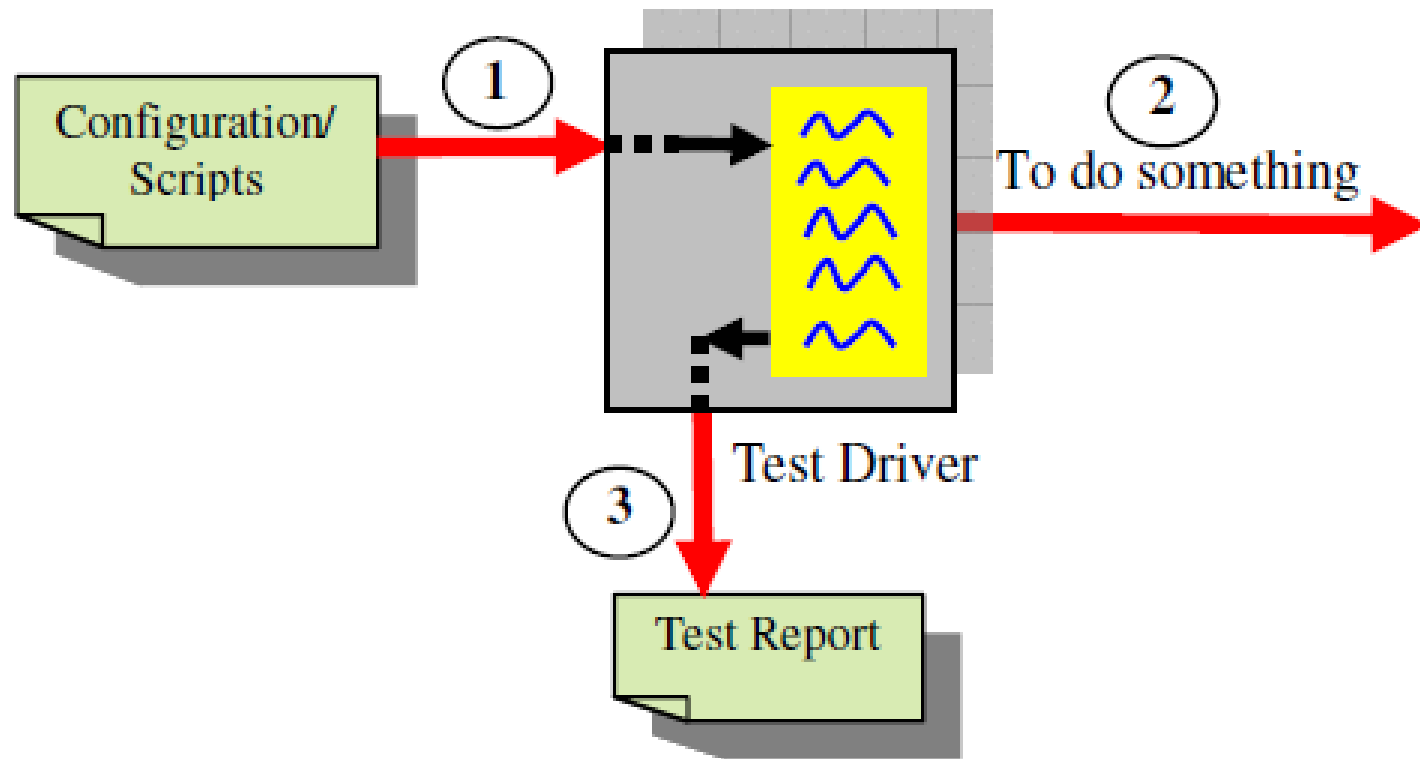 Configuration/
Scripts
1
2
To do something
Test Driver
3
Test Report